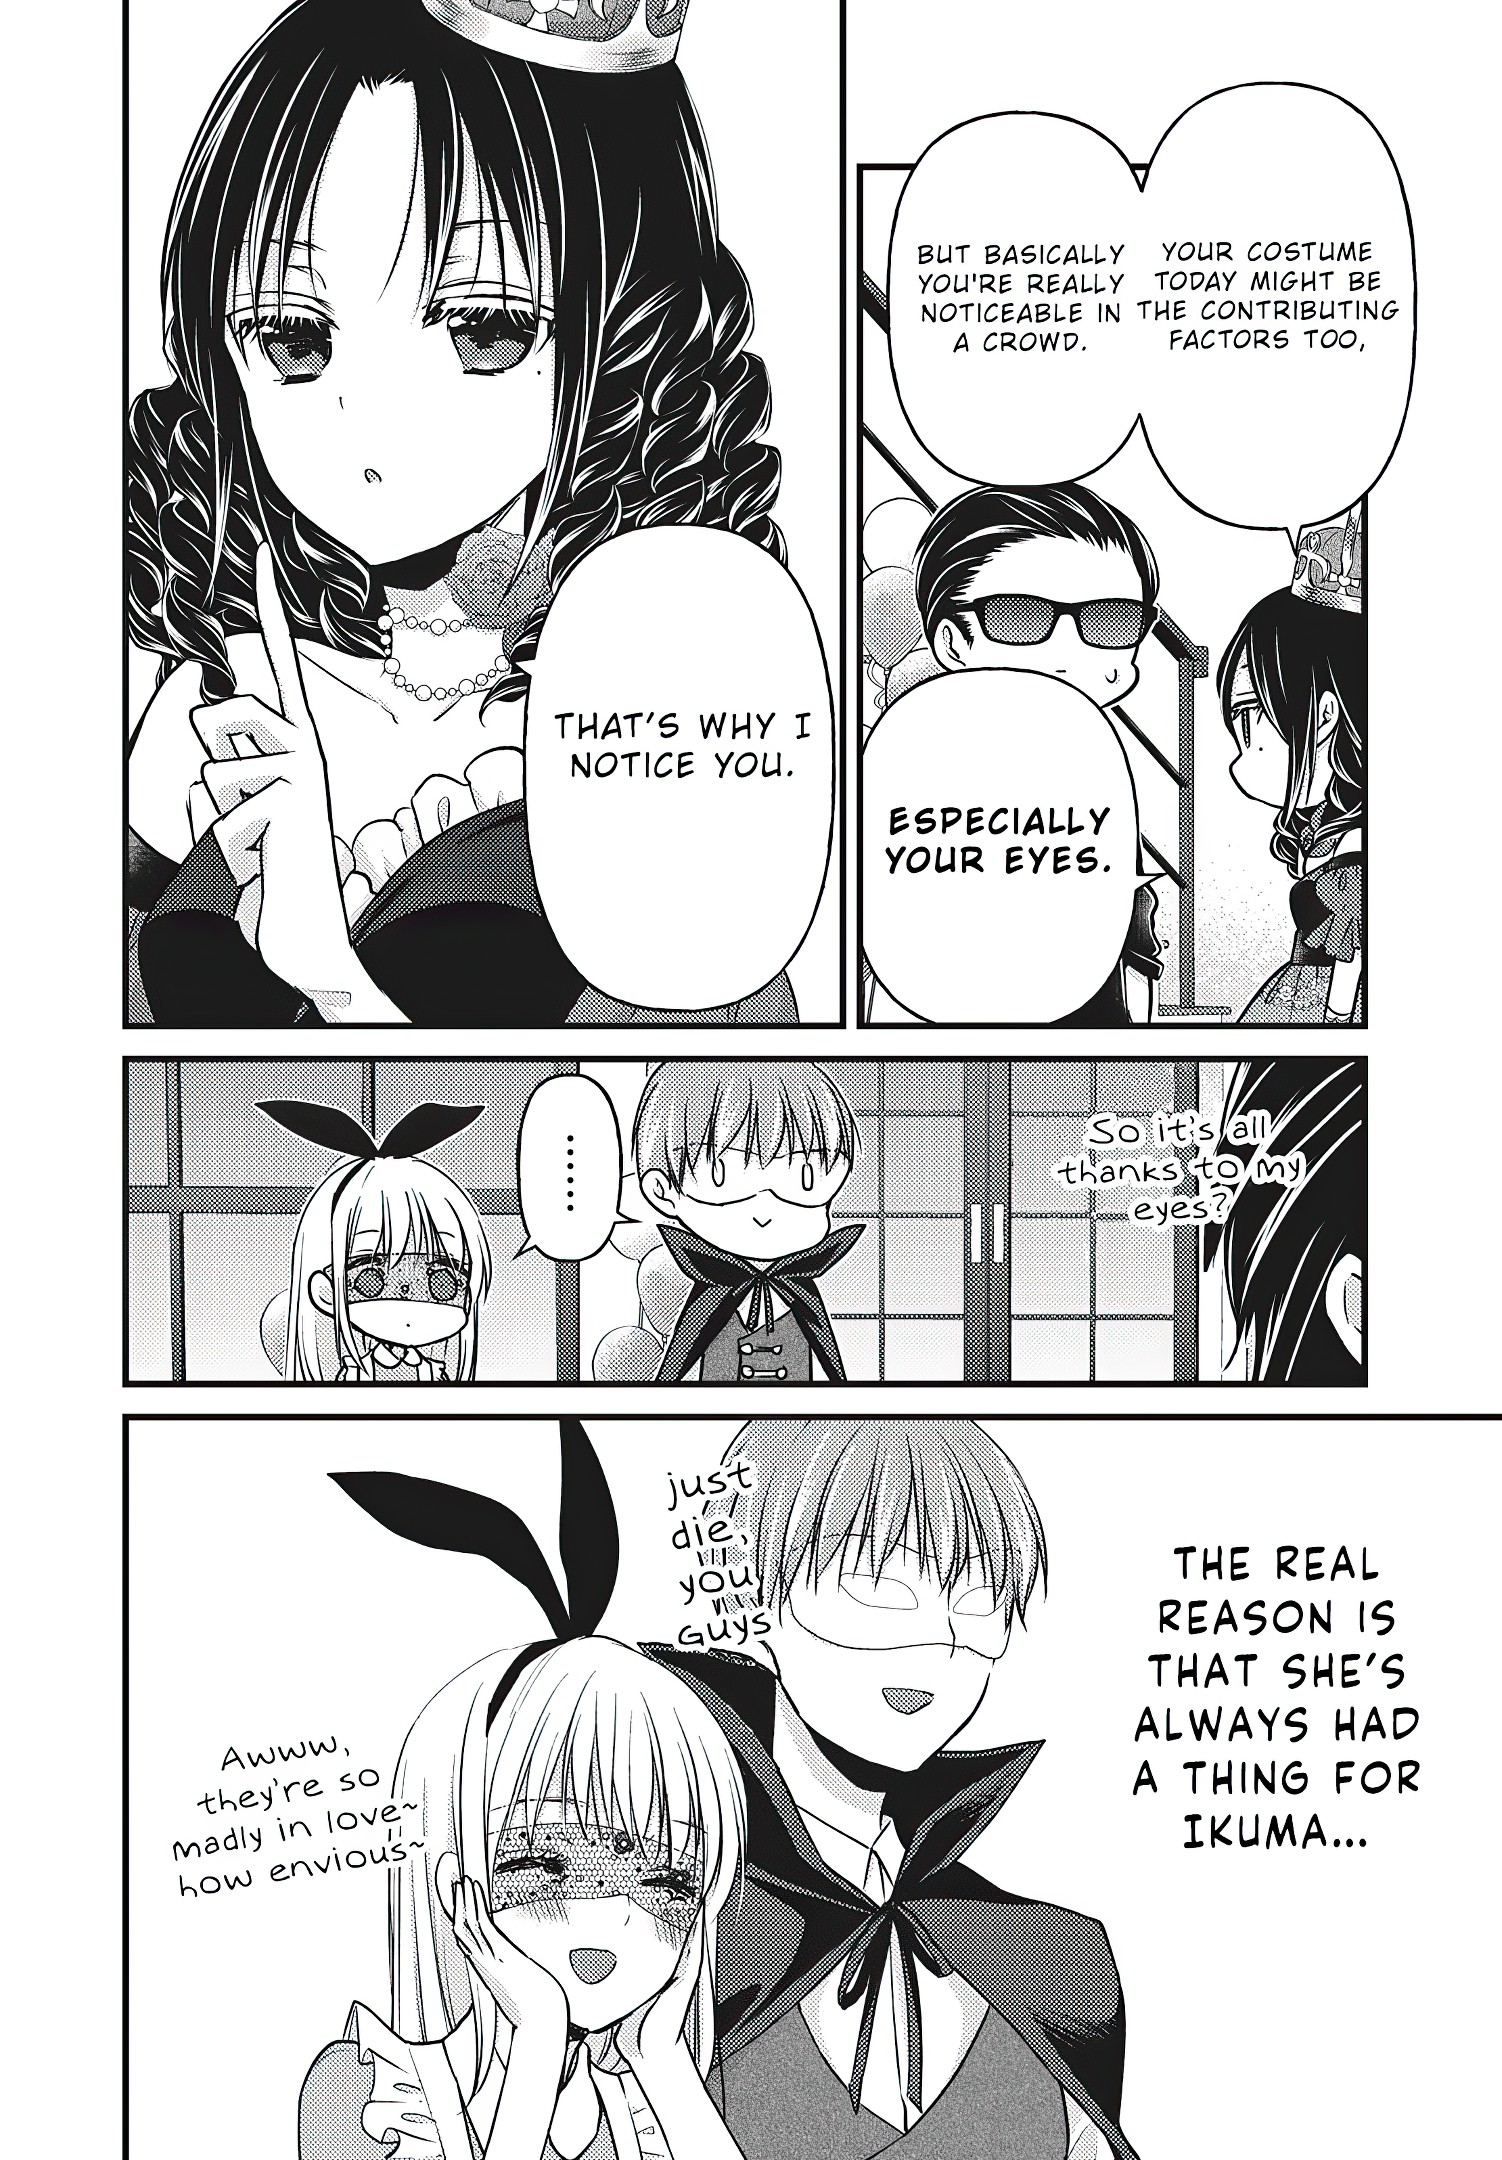 YOUR COSTUME
TODAY MIGHT BE
THE CONTRIBUTING
FACTORS TOO,
BUT BASICALLY
YOU'RE REALLY
NOTICEABLE IN
A CROWD.
ESPECIALLY
YOUR EYES.
THAT'S WHY I
NOTICE YOU.
So it's all
thanks to my
eyes?
......
THE REAL
REASON IS
THAT SHE'S
ALWAYS HAD
A THING FOR
IKUMA...
just
die,
you
Guys
Awww,
they're so
madly in love~
how envious~